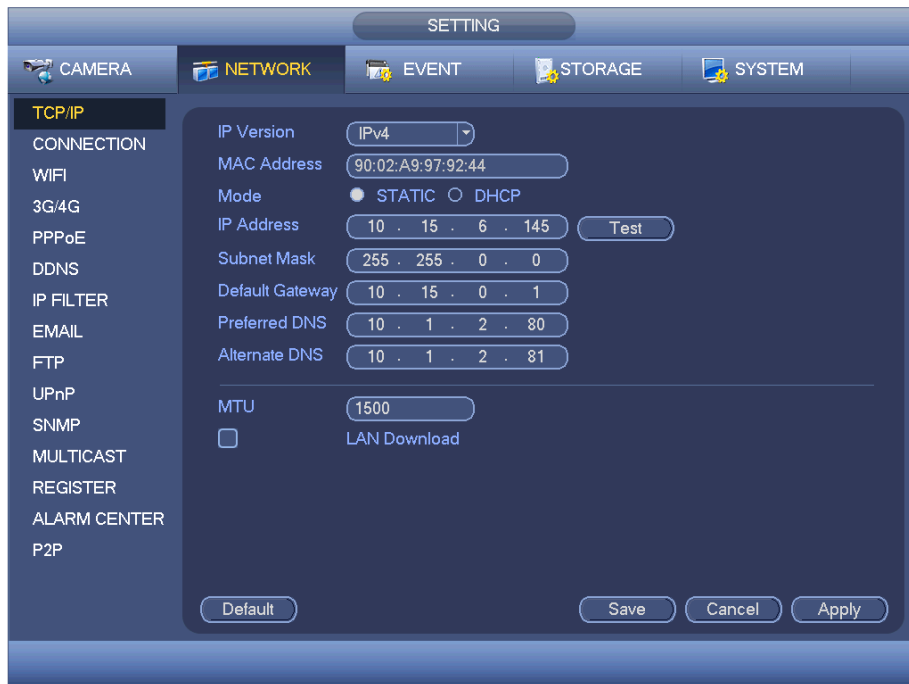 SETTING
CAMERA NETWORK EVENT STORAGE SYSTEM
TCP/IP
CONNECTION
WIFI
3G/4G
PPPoE
DDNS
IP FILTER
EMAIL
FTP
UPnP
SNMP
MULTICAST
REGISTER
ALARM CENTER
P2P
IP Version IPv4
MAC Address 90:02:A9:97:92:44
Mode STATIC DHCP
IP Address 10 . 15 . 6 . 145 Test
Subnet Mask 255 . 255 . 0 . 0
Default Gateway 10 . 15 . 0 . 1
Preferred DNS 10 . 1 . 2 . 80
Alternate DNS 10 . 1 . 2 . 81
MTU 1500
LAN Download
Default Save Cancel Apply